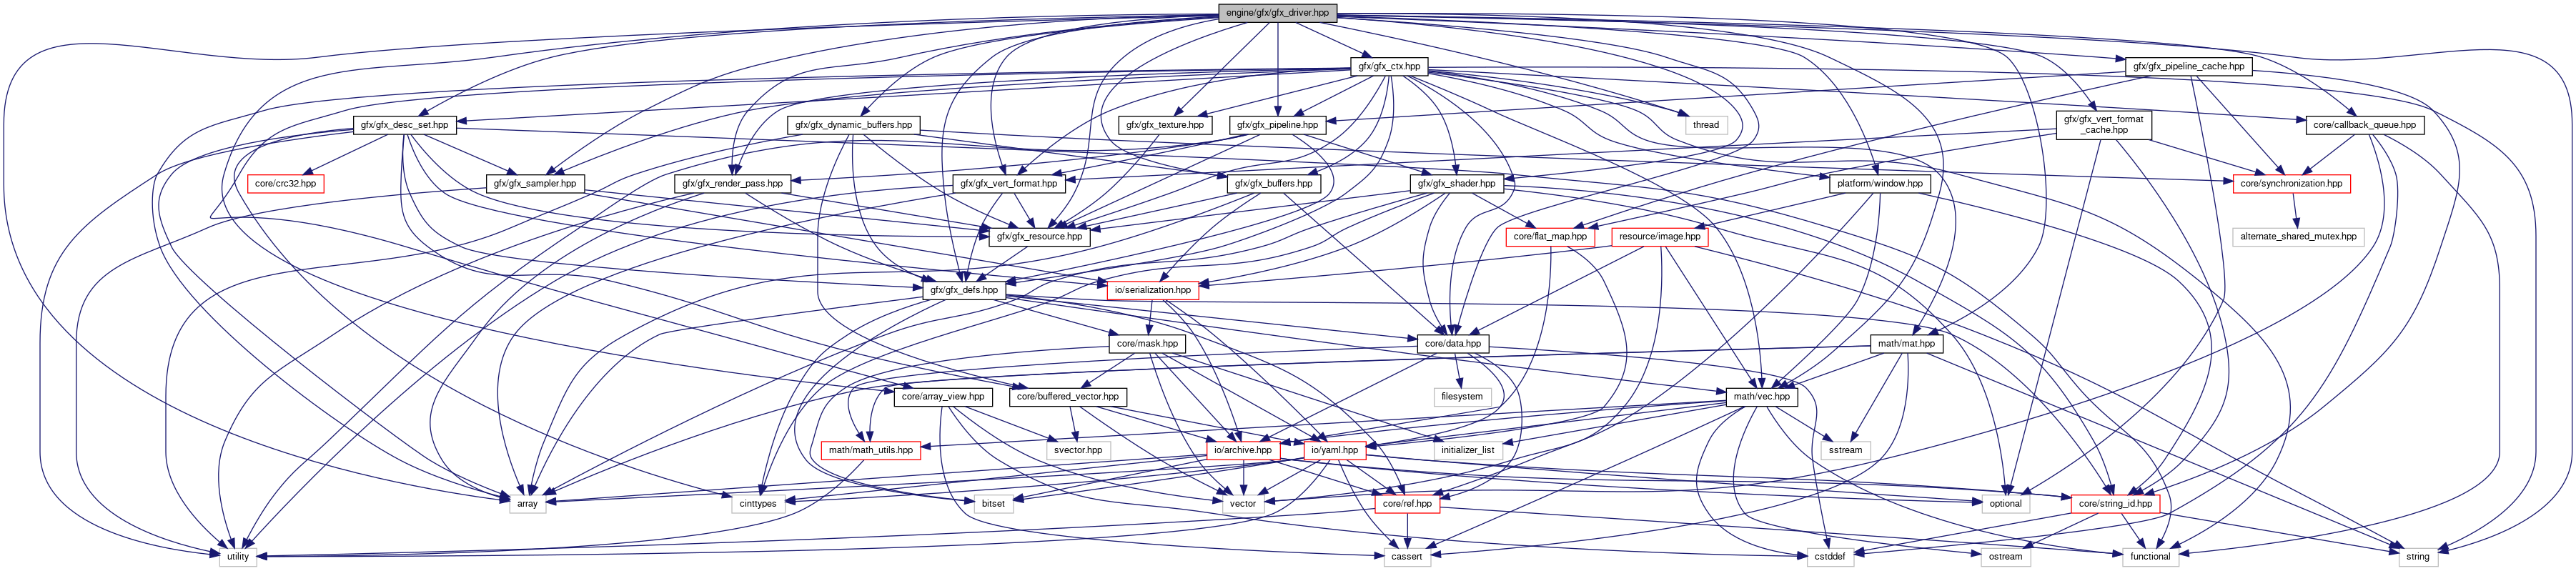 engine/gfx/gfx_driver.hpp
gfx/gfx_ctx.hpp
gfx/gfx_pipeline_cache.hpp
gfx/gfx_desc_set.hpp
gfx/gfx_dynamic_buffers.hpp
gfx/gfx_texture.hpp
gfx/gfx_pipeline.hpp
thread
gfx/gfx_vert_format
_cache.hpp
core/callback_queue.hpp
core/crc32.hpp
gfx/gfx_sampler.hpp
gfx/gfx_render_pass.hpp
gfx/gfx_vert_format.hpp
gfx/gfx_buffers.hpp
gfx/gfx_shader.hpp
platform/window.hpp
core/synchronization.hpp
gfx/gfx_resource.hpp
core/flat_map.hpp
resource/image.hpp
alternate_shared_mutex.hpp
gfx/gfx_defs.hpp
io/serialization.hpp
core/mask.hpp
core/data.hpp
math/mat.hpp
core/array_view.hpp
core/buffered_vector.hpp
filesystem
math/vec.hpp
math/math_utils.hpp
svector.hpp
io/archive.hpp
io/yaml.hpp
initializer_list
sstream
array
cinttypes
bitset
vector
core/ref.hpp
optional
core/string_id.hpp
utility
cassert
cstddef
ostream
functional
string